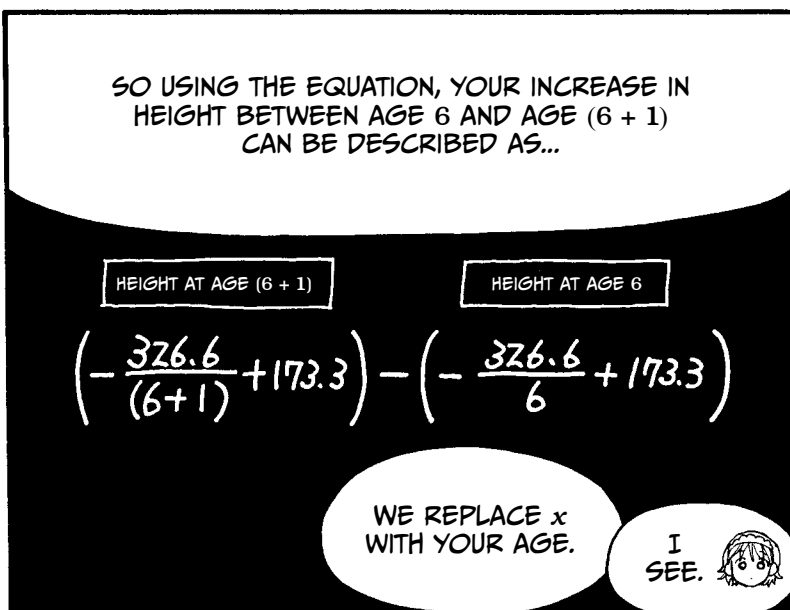 SO USING THE EQUATION, YOUR INCREASE IN
HEIGHT BETWEEN AGE 6 AND AGE (6 + 1)
CAN BE DESCRIBED AS...
HEIGHT AT AGE (6 + 1)
HEIGHT AT AGE 6
(- 326.6/(6+1) + 173.3) - (- 326.6/6 + 173.3)
WE REPLACE x
WITH YOUR AGE.
I
SEE.